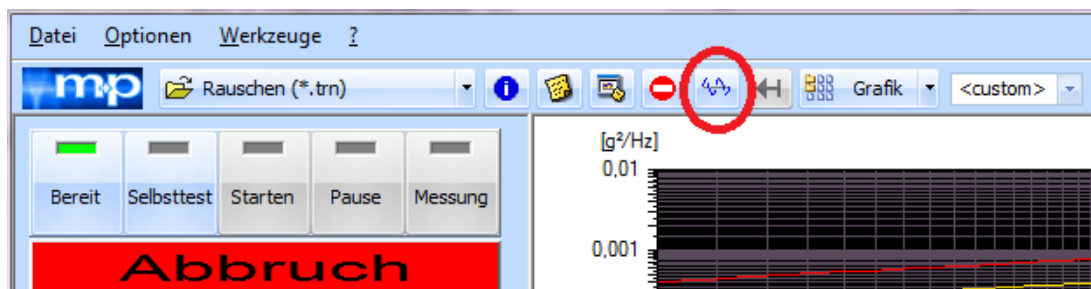 Datei Optionen Werkzeuge ?
mp Rauschen (*.trn) Grafik <custom>
Bereit Selbsttest Starten Pause Messung
Abbruch
[g²/Hz]
0,01
0,001